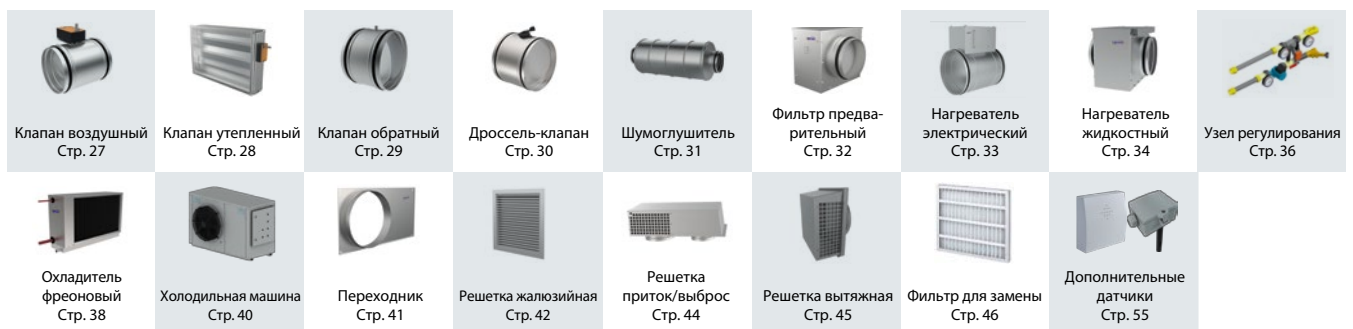 Клапан воздушный
Стр. 27
Клапан утепленный
Стр. 28
Клапан обратный
Стр. 29
Дроссель-клапан
Стр. 30
Шумоглушитель
Стр. 31
Фильтр предва-
рительный
Стр. 32
Нагреватель
электрический
Стр. 33
Нагреватель
жидкостный
Стр. 34
Узел регулирования
Стр. 36
Охладитель
фреоновый
Стр. 38
Холодильная машина
Стр. 40
Переходник
Стр. 41
Решетка жалюзийная
Стр. 42
Решетка
приток/выброс
Стр. 44
Решетка вытяжная
Стр. 45
Фильтр для замены
Стр. 46
Дополнительные
датчики
Стр. 55